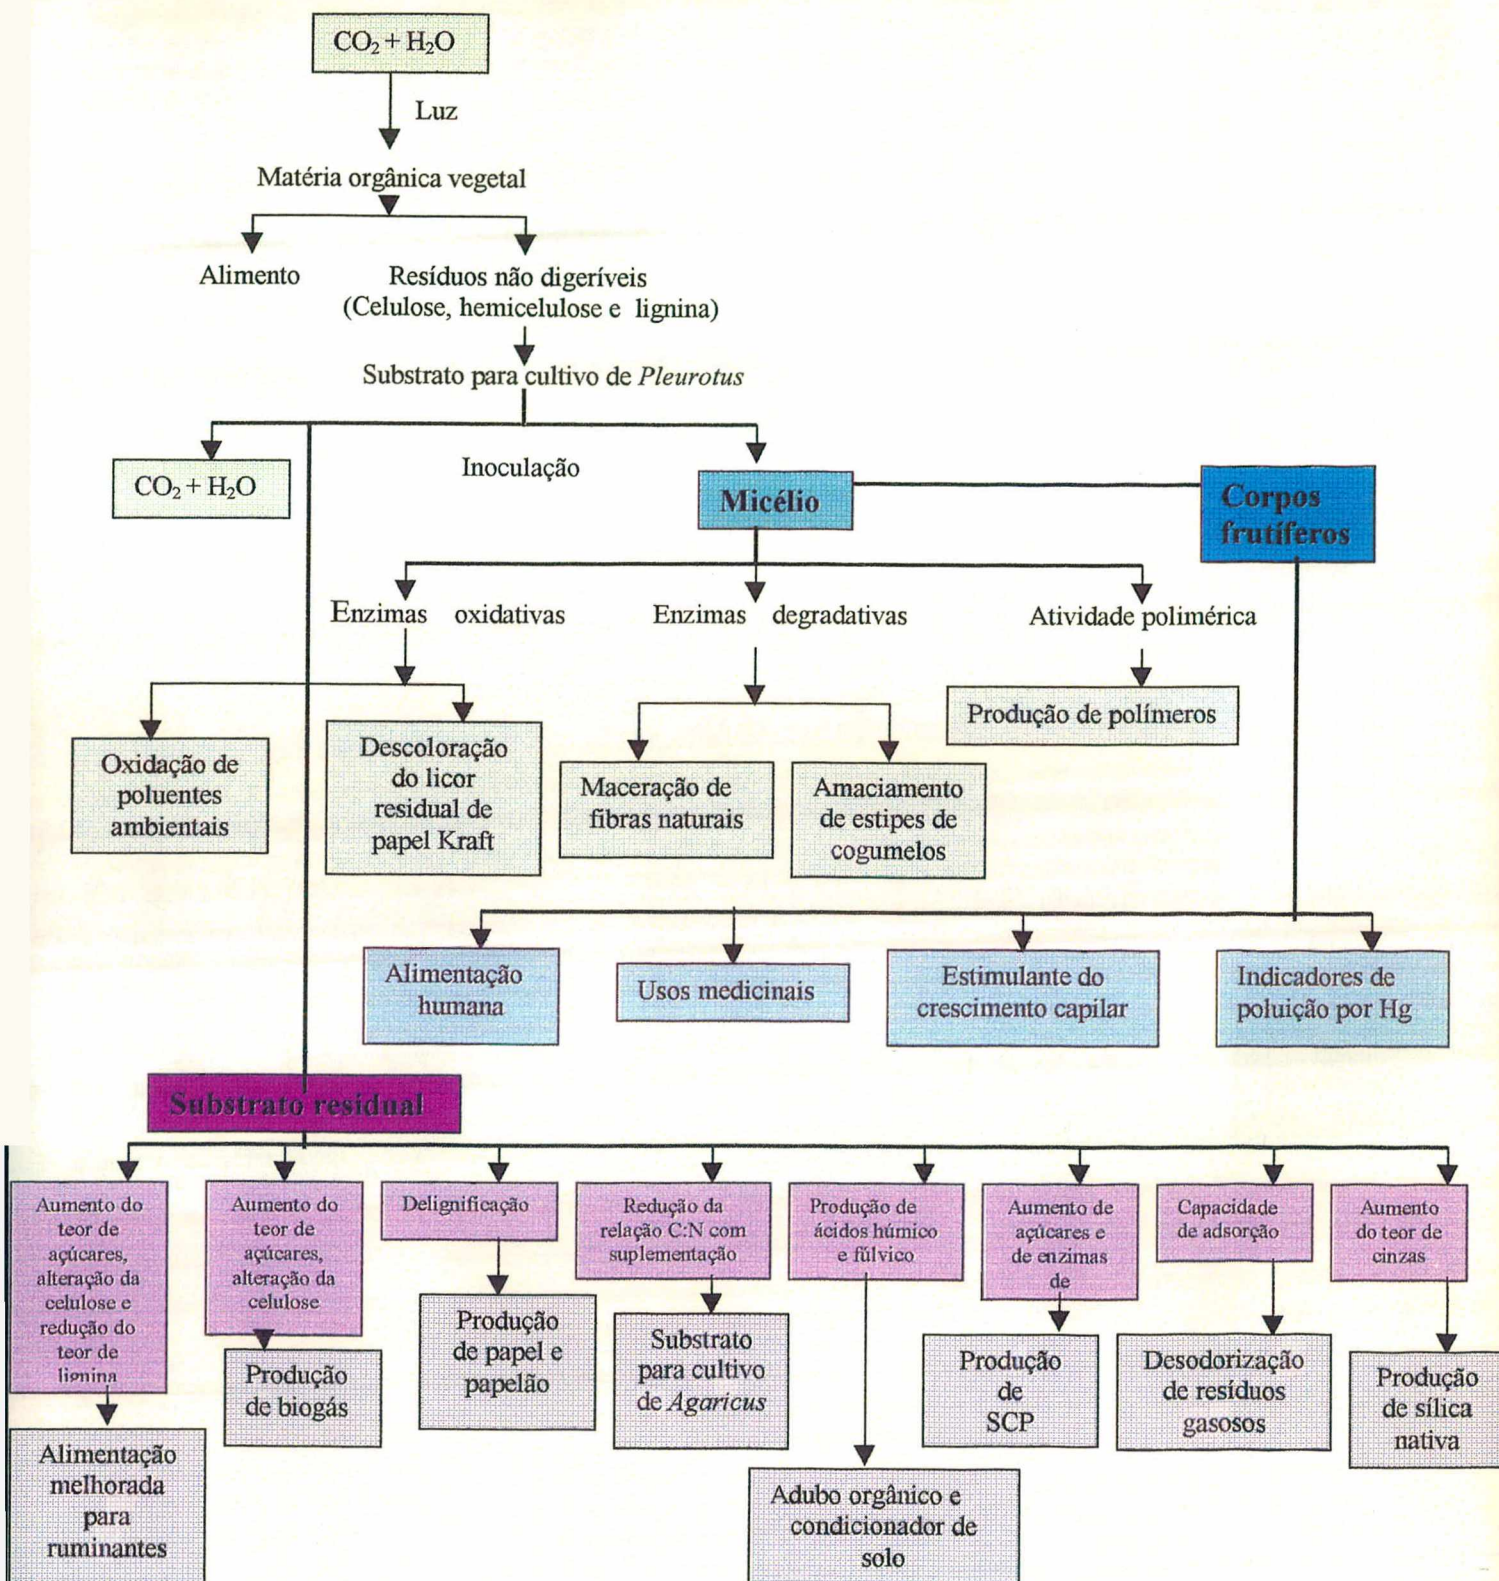 CO₂ + H₂O
Luz
Matéria orgânica vegetal
Alimento
Resíduos não digeríveis
(Celulose, hemicelulose e lignina)
Substrato para cultivo de Pleurotus
CO₂ + H₂O
Inoculação
Micélio
Corpos
frutíferos
Enzimas oxidativas
Enzimas degradativas
Atividade polimérica
Oxidação de
poluentes
ambientais
Descoloração
do licor
residual de
papel Kraft
Maceração de
fibras naturais
Amaciamento
de estipes de
cogumelos
Produção de polímeros
Alimentação
humana
Usos medicinais
Estimulante do
crescimento capilar
Indicadores de
poluição por Hg
Substrato residual
Aumento do
teor de
açúcares,
alteração da
celulose e
redução do
teor de
lignina
Alimentação
melhorada
para
ruminantes
Aumento do
teor de
açúcares,
alteração da
celulose
Produção
de biogás
Delignificação
Produção
de papel e
papelão
Redução da
relação C:N com
suplementação
Substrato
para cultivo
de Agaricus
Produção de
ácidos húmico
e fúlvico
Adubo orgânico e
condicionador de
solo
Aumento de
açúcares e
de enzimas
de
Produção
de
SCP
Capacidade
de adsorção
Desodorização
de resíduos
gasosos
Aumento
do teor de
cinzas
Produção
de sílica
nativa